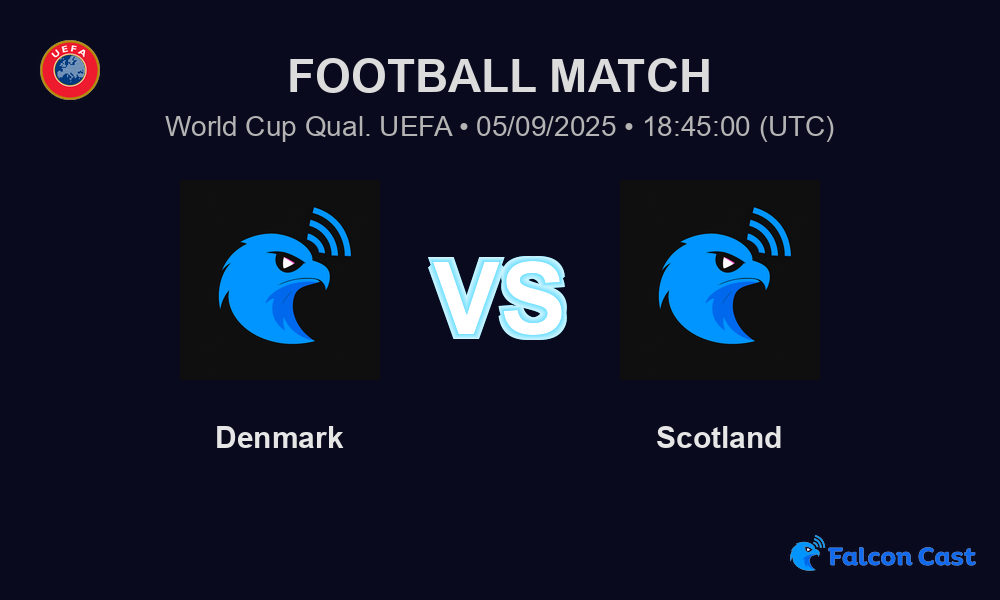 UEFA
FOOTBALL MATCH
World Cup Qual. UEFA • 05/09/2025 • 18:45:00 (UTC)
VS
Denmark
Scotland
Falcon Cast